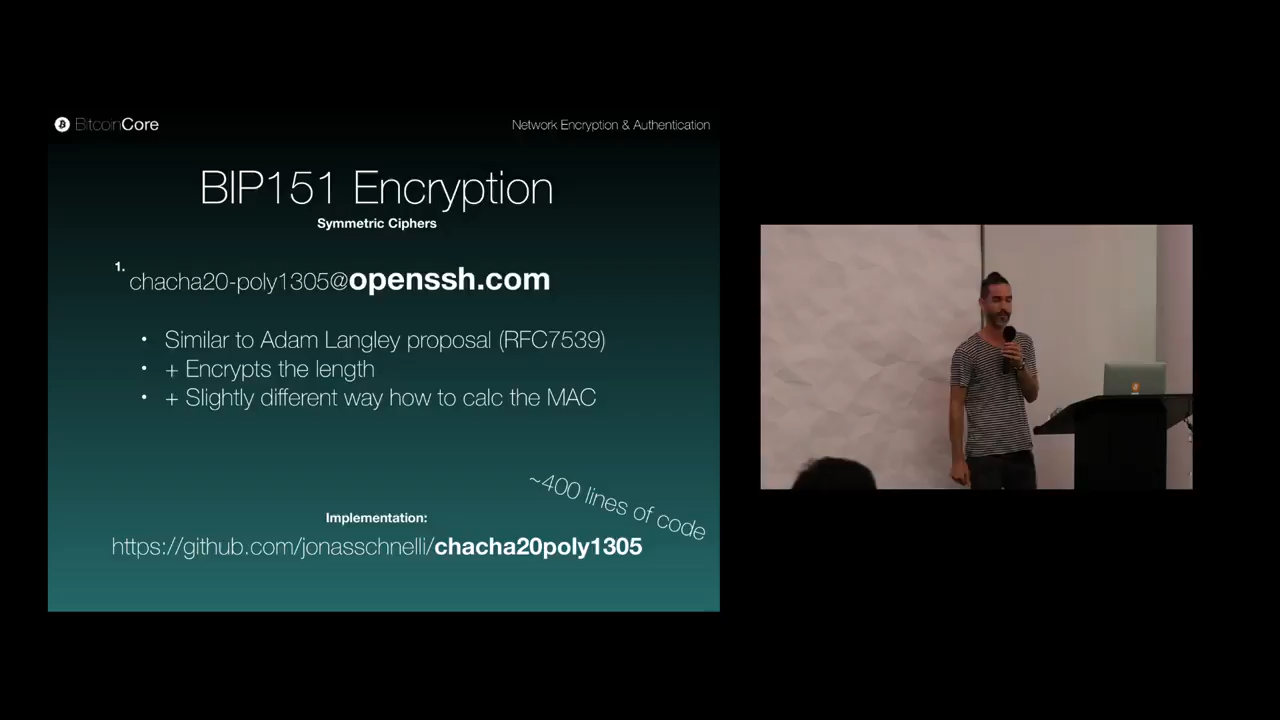 BitcoinCore
Network Encryption & Authentication
BIP151 Encryption
Symmetric Ciphers
1.
chacha20-poly1305@openssh.com
• Similar to Adam Langley proposal (RFC7539)
• + Encrypts the length
• + Slightly different way how to calc the MAC
~400 lines of code
Implementation:
https://github.com/jonasschnelli/chacha20poly1305